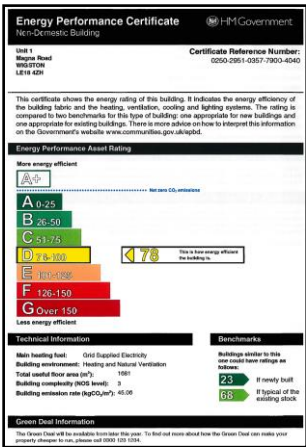 Energy Performance Certificate
HM Government
Non-Domestic Building
Unit 1
Magna Road
WIGSTON
LE18 4ZH
Certificate Reference Number:
0250-2951-0357-7900-4040
This certificate shows the energy rating of this building. It indicates the energy efficiency of
the building fabric and the heating, ventilation, cooling and lighting systems. The rating is
compared to two benchmarks for this type of building: one appropriate for new buildings and
one appropriate for existing buildings. There is more advice on how to interpret this information
on the Government's website www.communities.gov.uk/epbd.
Energy Performance Asset Rating
More energy efficient
A+
Net zero CO₂ emissions
A 0-25
B 26-50
C 51-75
D 76-100
78
This is how energy efficient
the building is.
E 101-125
F 126-150
G Over 150
Less energy efficient
Technical Information
Main heating fuel: Grid Supplied Electricity
Building environment: Heating and Natural Ventilation
Total useful floor area (m²): 1681
Building complexity (NOS level): 3
Building emission rate (kgCO₂/m²): 45.06
Benchmarks
Buildings similar to this
one could have ratings as
follows:
23 If newly built
68 If typical of the
existing stock
Green Deal Information
The Green Deal will be available from later this year. To find out more about how the Green Deal can make your
property cheaper to run, please call 0300 123 1234.